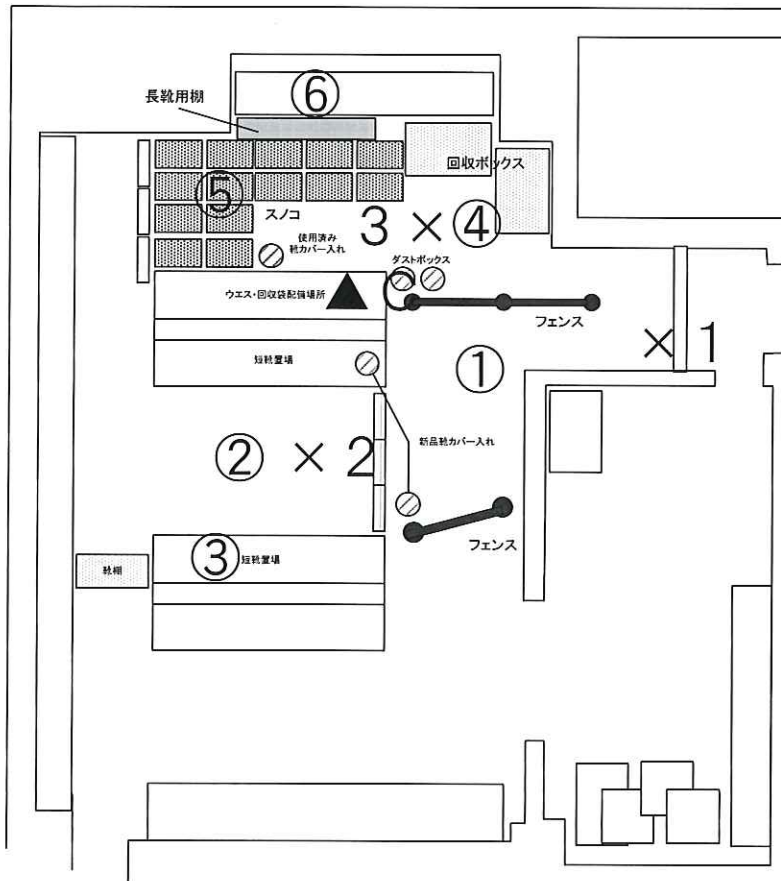 ⑥
長靴用棚
回収ボックス
⑤
スノコ
3 × ④
使用済み
靴カバー入れ
ダストボックス
ウエス・回収袋配備場所
フェンス
× 1
短靴置場
①
新品靴カバー入れ
② × 2
フェンス
③
短靴置場
靴棚